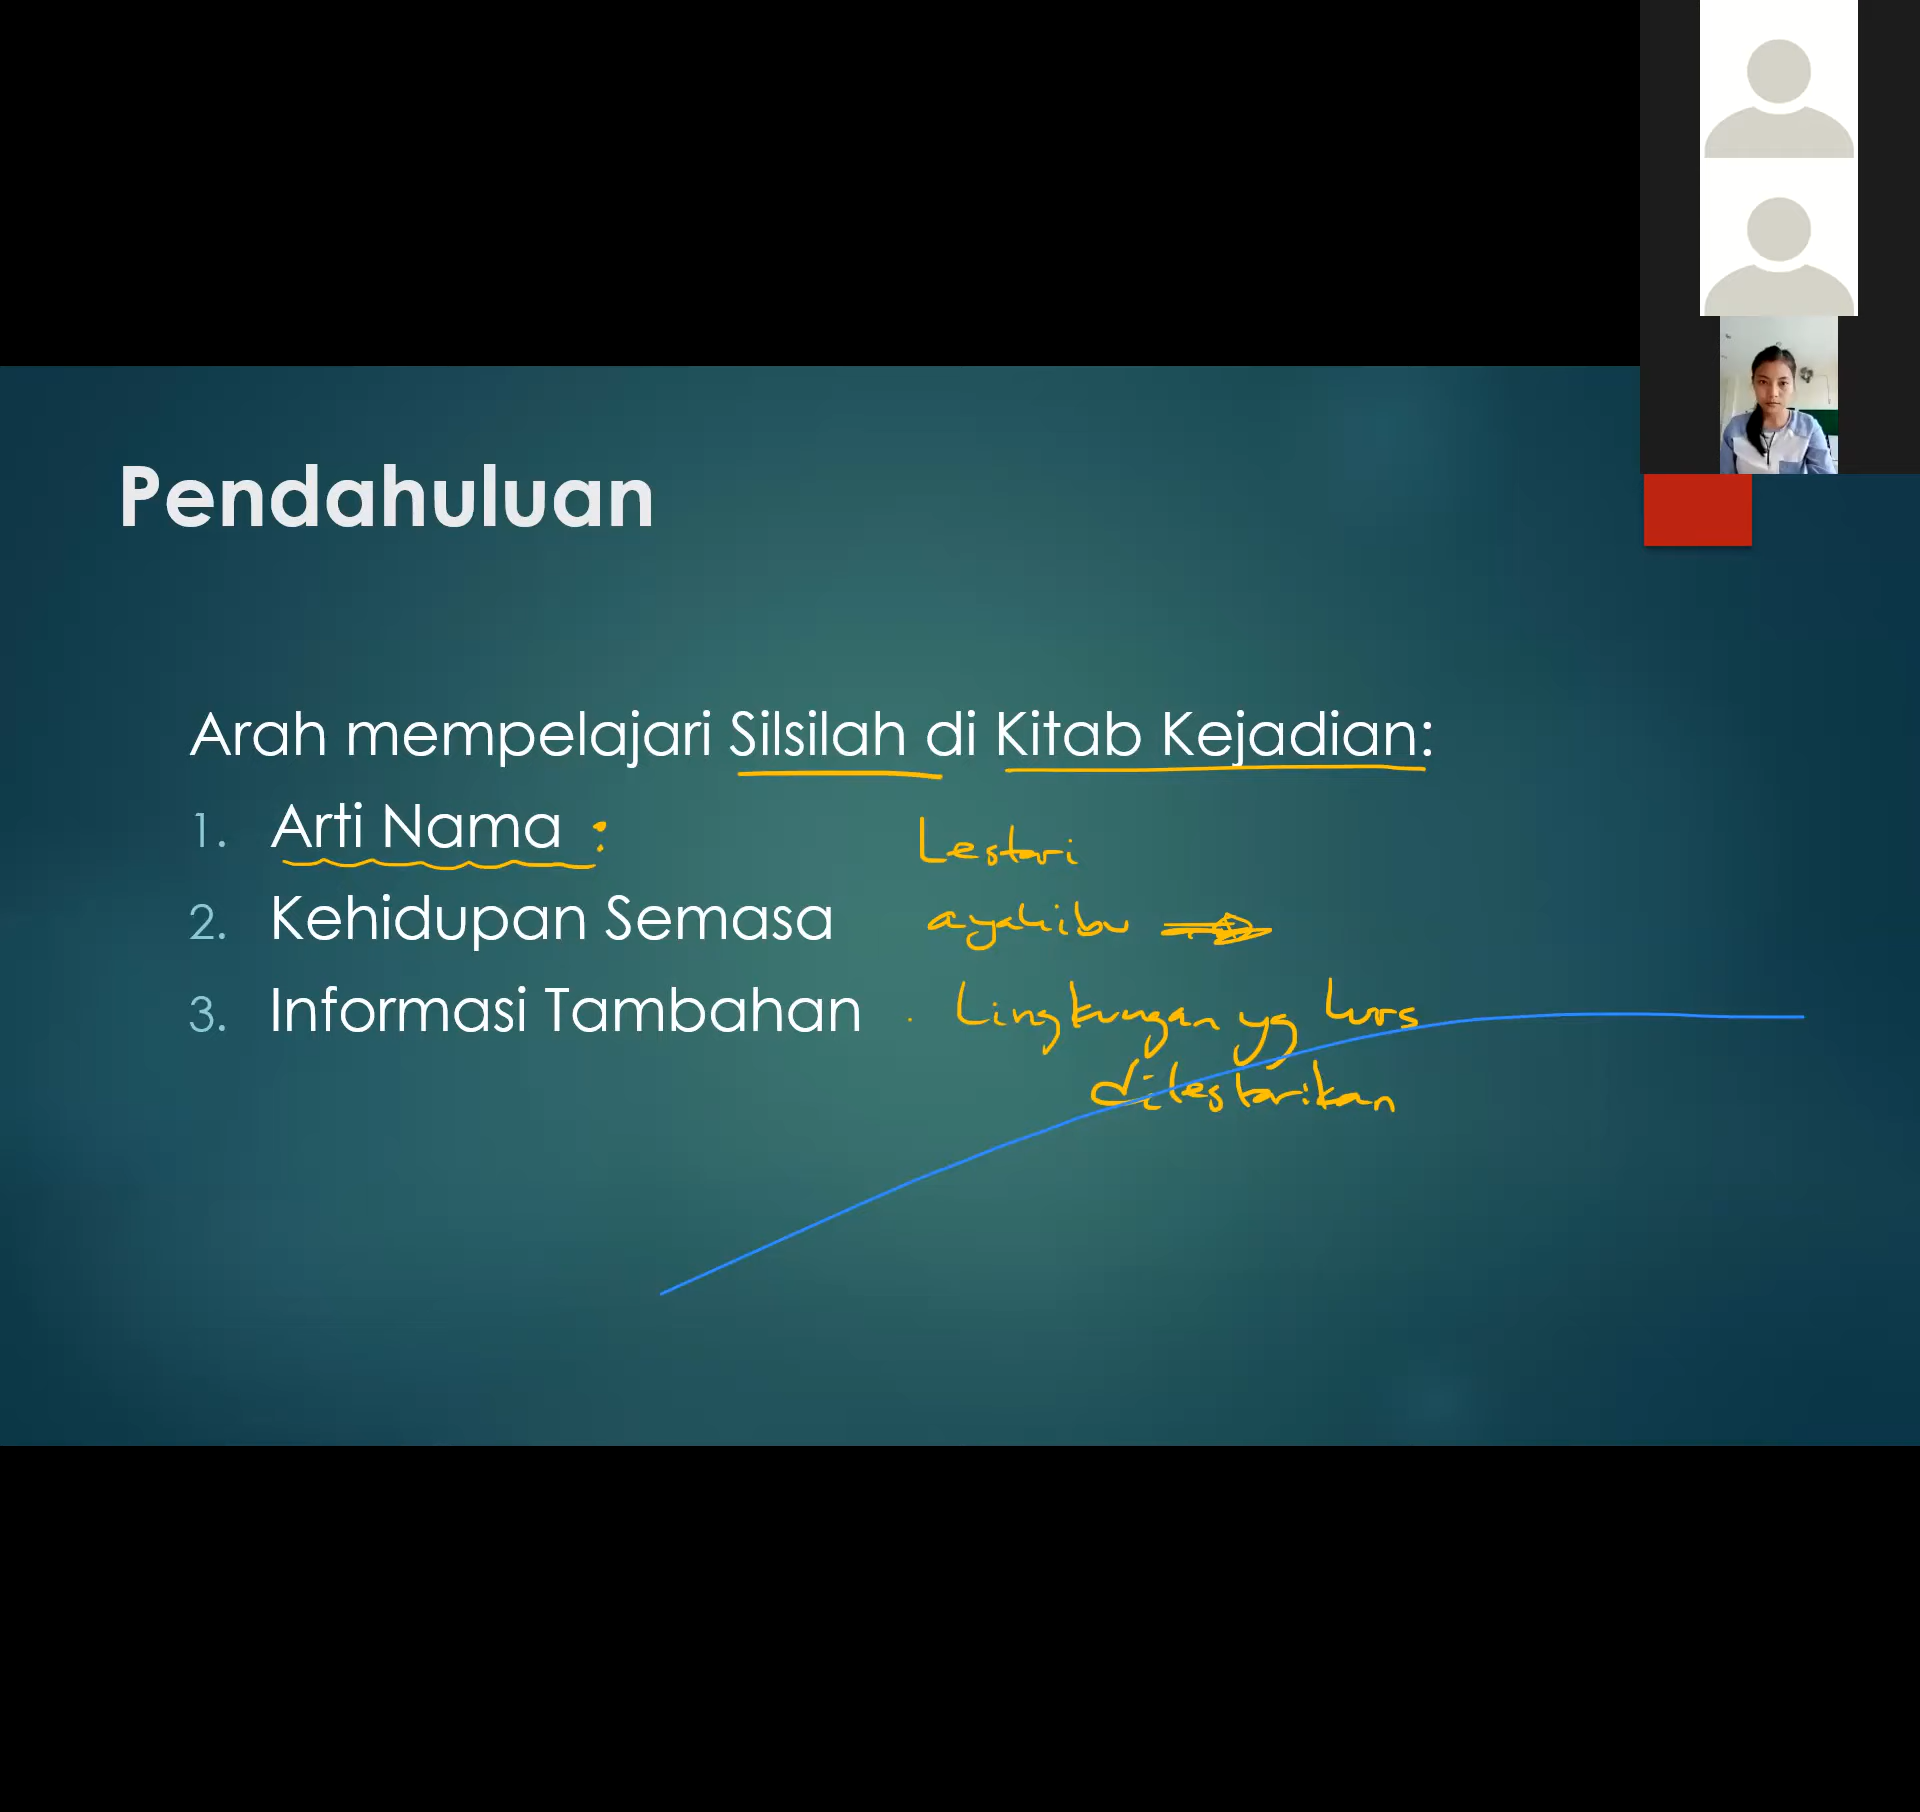 Pendahuluan
Arah mempelajari Silsilah di Kitab Kejadian:
1. Arti Nama :
Lestari
2. Kehidupan Semasa
ayah ibu
3. Informasi Tambahan
Lingkungan yg
dilestarikan